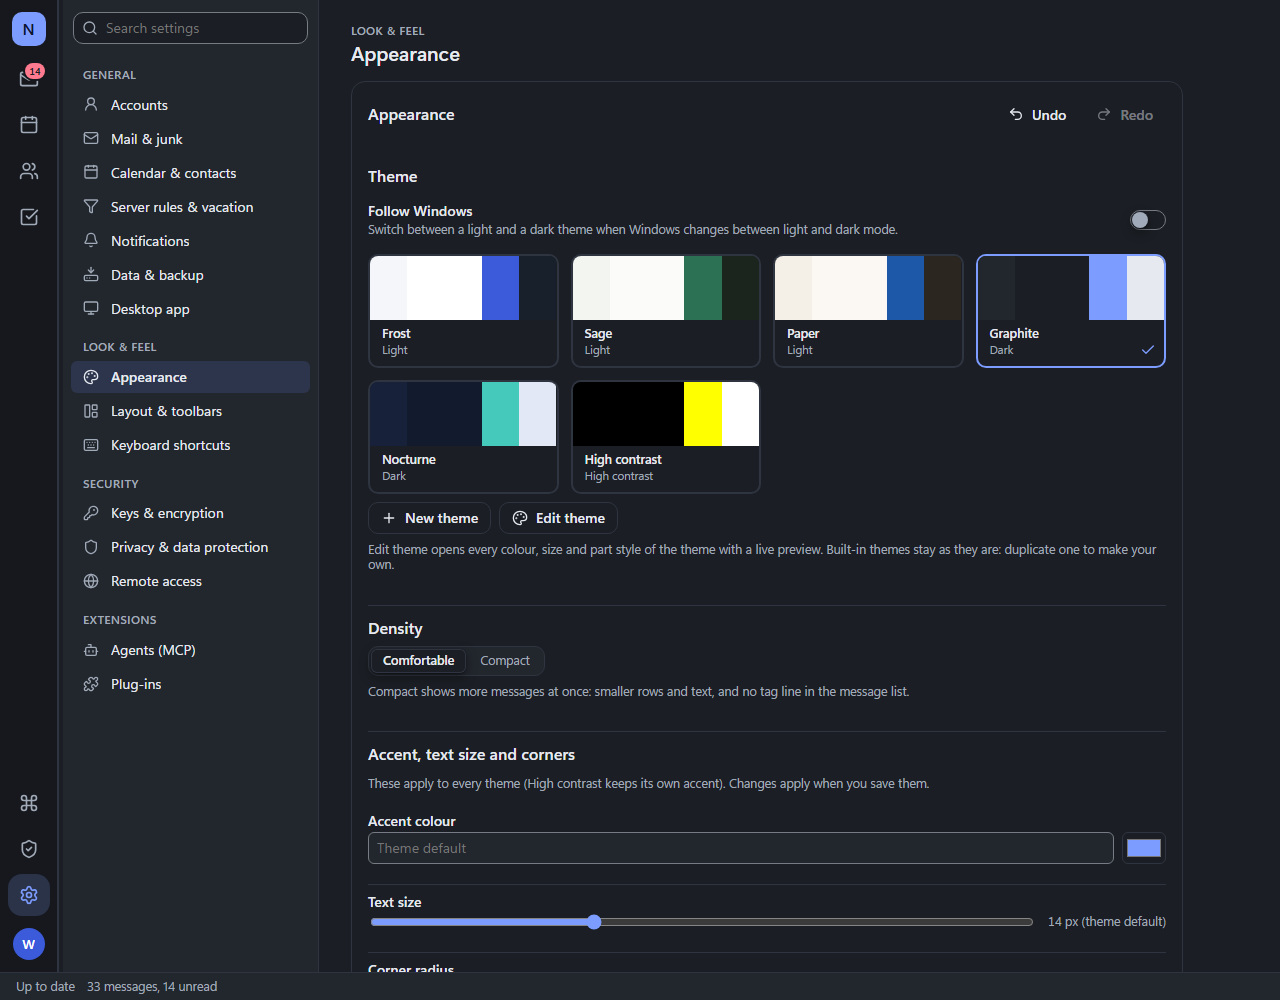 N
14
Search settings
GENERAL
Accounts
Mail & junk
Calendar & contacts
Server rules & vacation
Notifications
Data & backup
Desktop app
LOOK & FEEL
Appearance
Layout & toolbars
Keyboard shortcuts
SECURITY
Keys & encryption
Privacy & data protection
Remote access
EXTENSIONS
Agents (MCP)
Plug-ins
W
LOOK & FEEL
Appearance
Appearance
Undo
Redo
Theme
Follow Windows
Switch between a light and a dark theme when Windows changes between light and dark mode.
Frost
Light
Sage
Light
Paper
Light
Graphite
Dark
Nocturne
Dark
High contrast
High contrast
New theme
Edit theme
Edit theme opens every colour, size and part style of the theme with a live preview. Built-in themes stay as they are: duplicate one to make your
own.
Density
Comfortable
Compact
Compact shows more messages at once: smaller rows and text, and no tag line in the message list.
Accent, text size and corners
These apply to every theme (High contrast keeps its own accent). Changes apply when you save them.
Accent colour
Theme default
Text size
14 px (theme default)
Corner radius
Up to date
33 messages, 14 unread